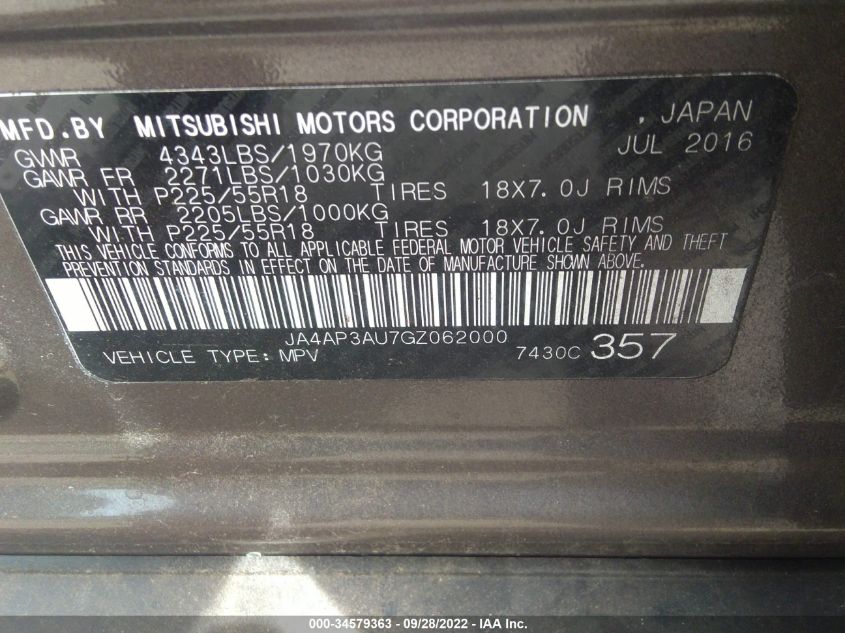 MFD.BY MITSUBISHI MOTORS CORPORATION , JAPAN
GVWR 4343LBS/1970KG JUL 2016
GAWR FR 2271LBS/1030KG
WITH P225/55R18 TIRES 18X7.0J RIMS
GAWR RR 2205LBS/1000KG
WITH P225/55R18 TIRES 18X7.0J RIMS
THIS VEHICLE CONFORMS TO ALL APPLICABLE FEDERAL MOTOR VEHICLE SAFETY AND THEFT
PREVENTION STANDARDS IN EFFECT ON THE DATE OF MANUFACTURE SHOWN ABOVE.
JA4AP3AU7GZ062000
VEHICLE TYPE: MPV 7430C 357
000-34579363 - 09/28/2022 - IAA Inc.